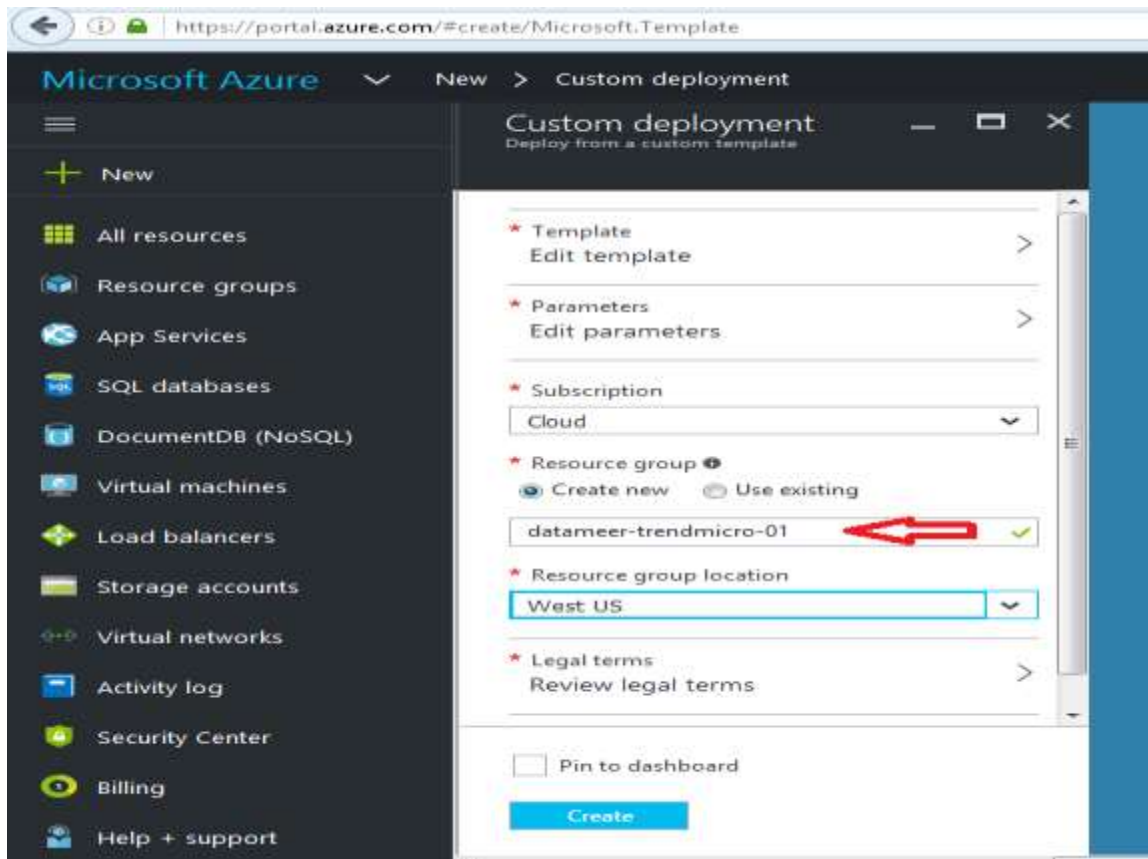 https://portal.azure.com/#create/Microsoft.Template
Microsoft Azure New > Custom deployment
New
All resources
Resource groups
App Services
SQL databases
DocumentDB (NoSQL)
Virtual machines
Load balancers
Storage accounts
Virtual networks
Activity log
Security Center
Billing
Help + support
Custom deployment
Deploy from a custom template
* Template
Edit template
* Parameters
Edit parameters
* Subscription
Cloud
* Resource group
Create new Use existing
datameer-trendmicro-01
* Resource group location
West US
* Legal terms
Review legal terms
Pin to dashboard
Create